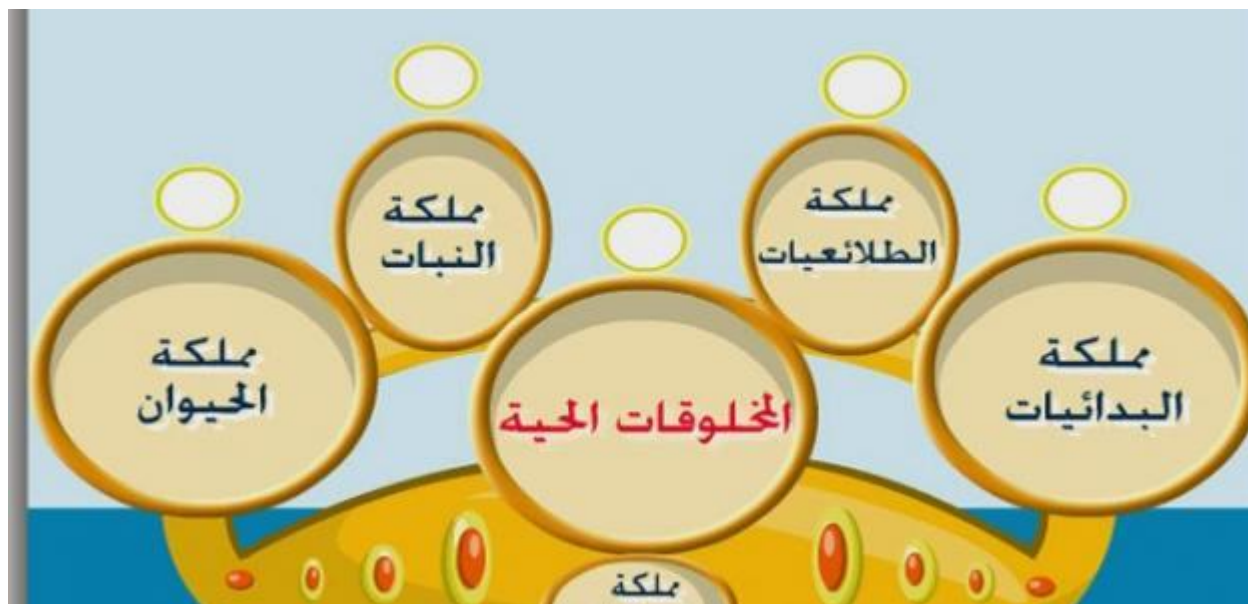 مملكة
الطلائعيات
مملكة
النبات
مملكة
البدائيات
المخلوقات الحية
مملكة
الحيوان
مملكة